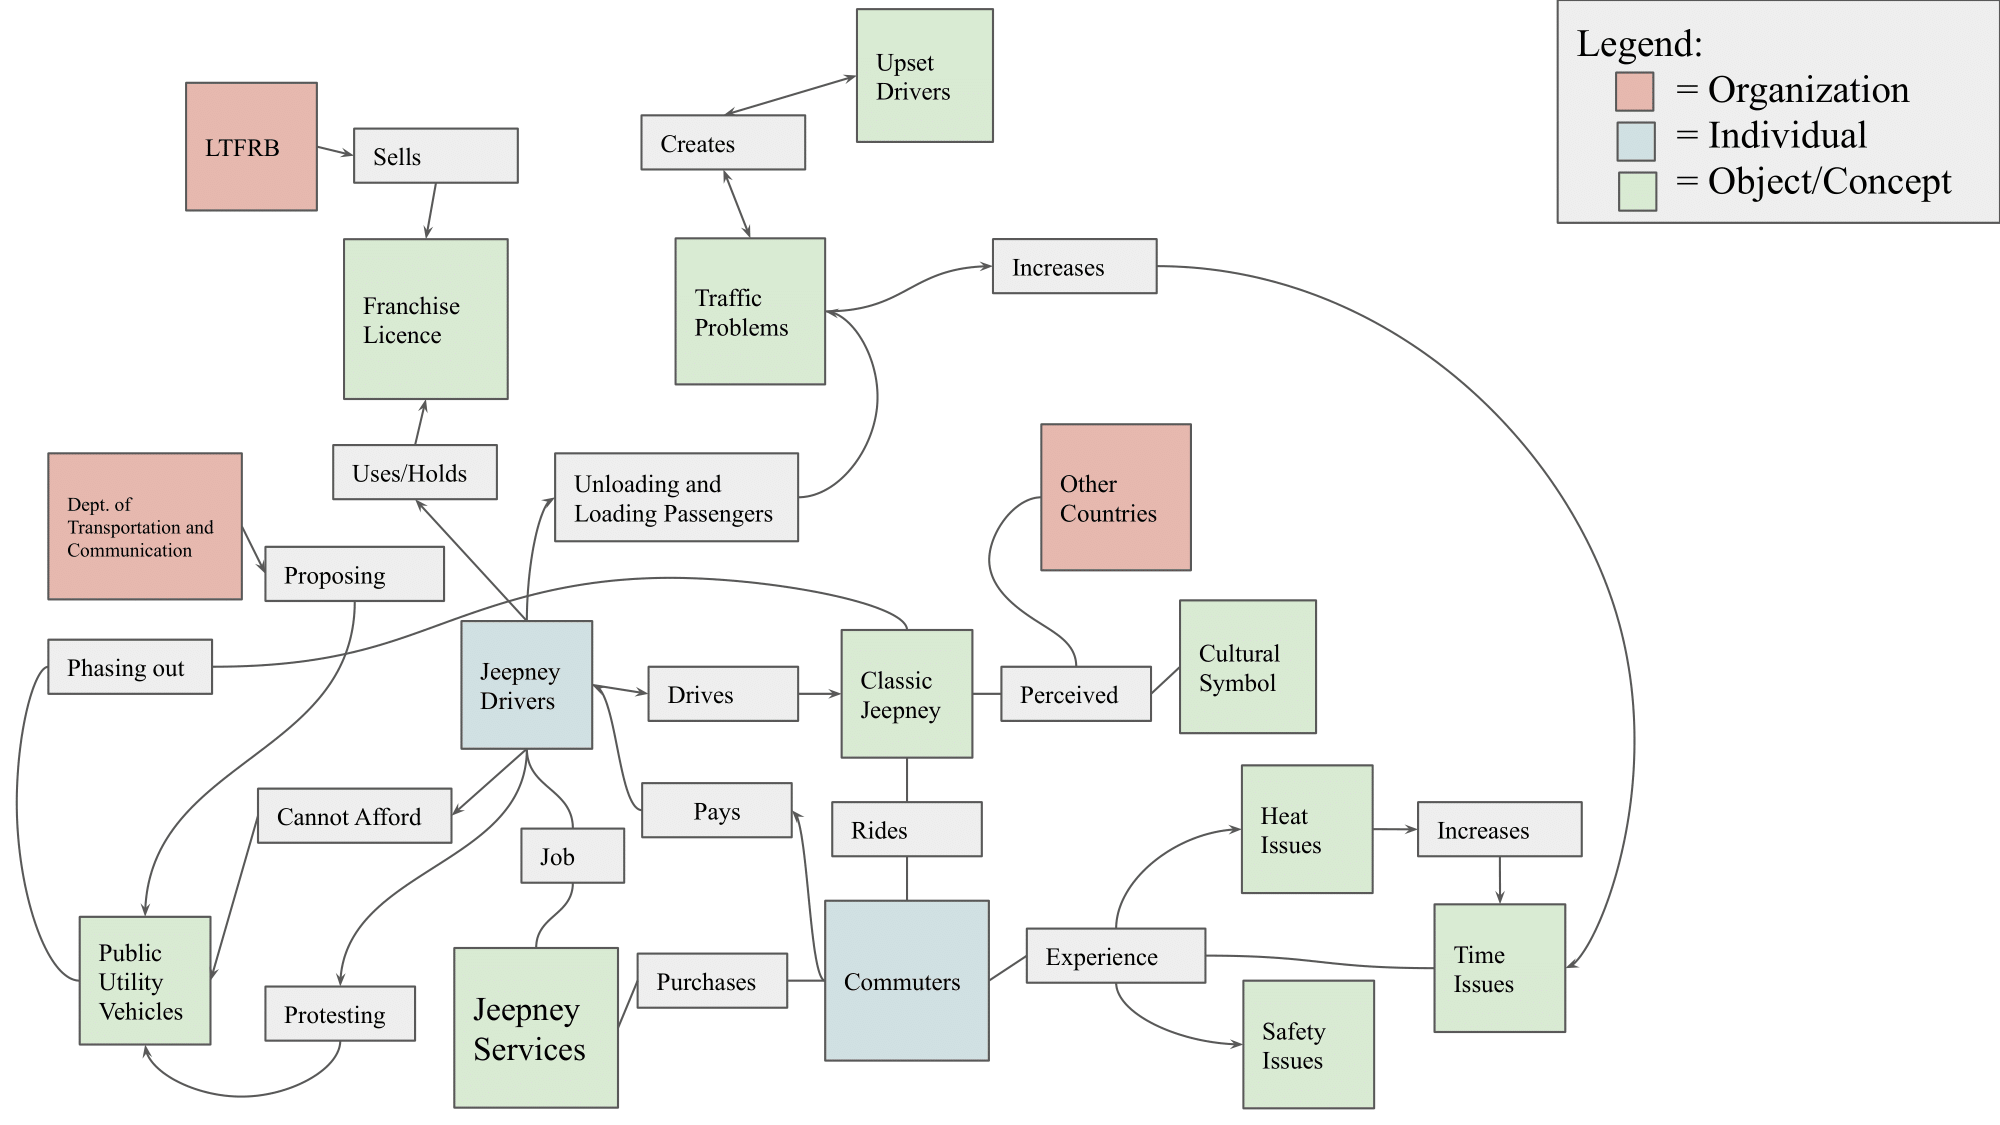 Legend:
= Organization
= Individual
= Object/Concept
Upset
Drivers
LTFRB
Sells
Creates
Franchise
Licence
Traffic
Problems
Increases
Uses/Holds
Unloading and
Loading Passengers
Other
Countries
Dept. of
Transportation and
Communication
Proposing
Phasing out
Jeepney
Drivers
Drives
Classic
Jeepney
Perceived
Cultural
Symbol
Cannot Afford
Job
Pays
Rides
Heat
Issues
Increases
Public
Utility
Vehicles
Protesting
Jeepney
Services
Purchases
Commuters
Experience
Time
Issues
Safety
Issues